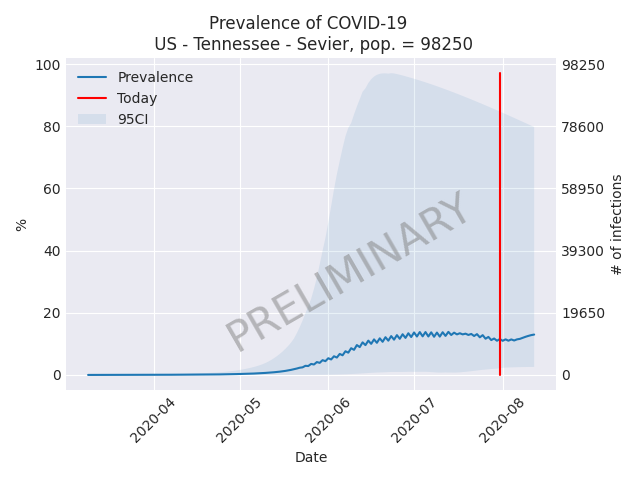 Prevalence of COVID-19
US - Tennessee - Sevier, pop. = 98250
Prevalence
Today
95CI
100
80
60
40
20
0
%
98250
78600
58950
39300
19650
0
# of infections
PRELIMINARY
2020-04
2020-05
2020-06
2020-07
2020-08
Date